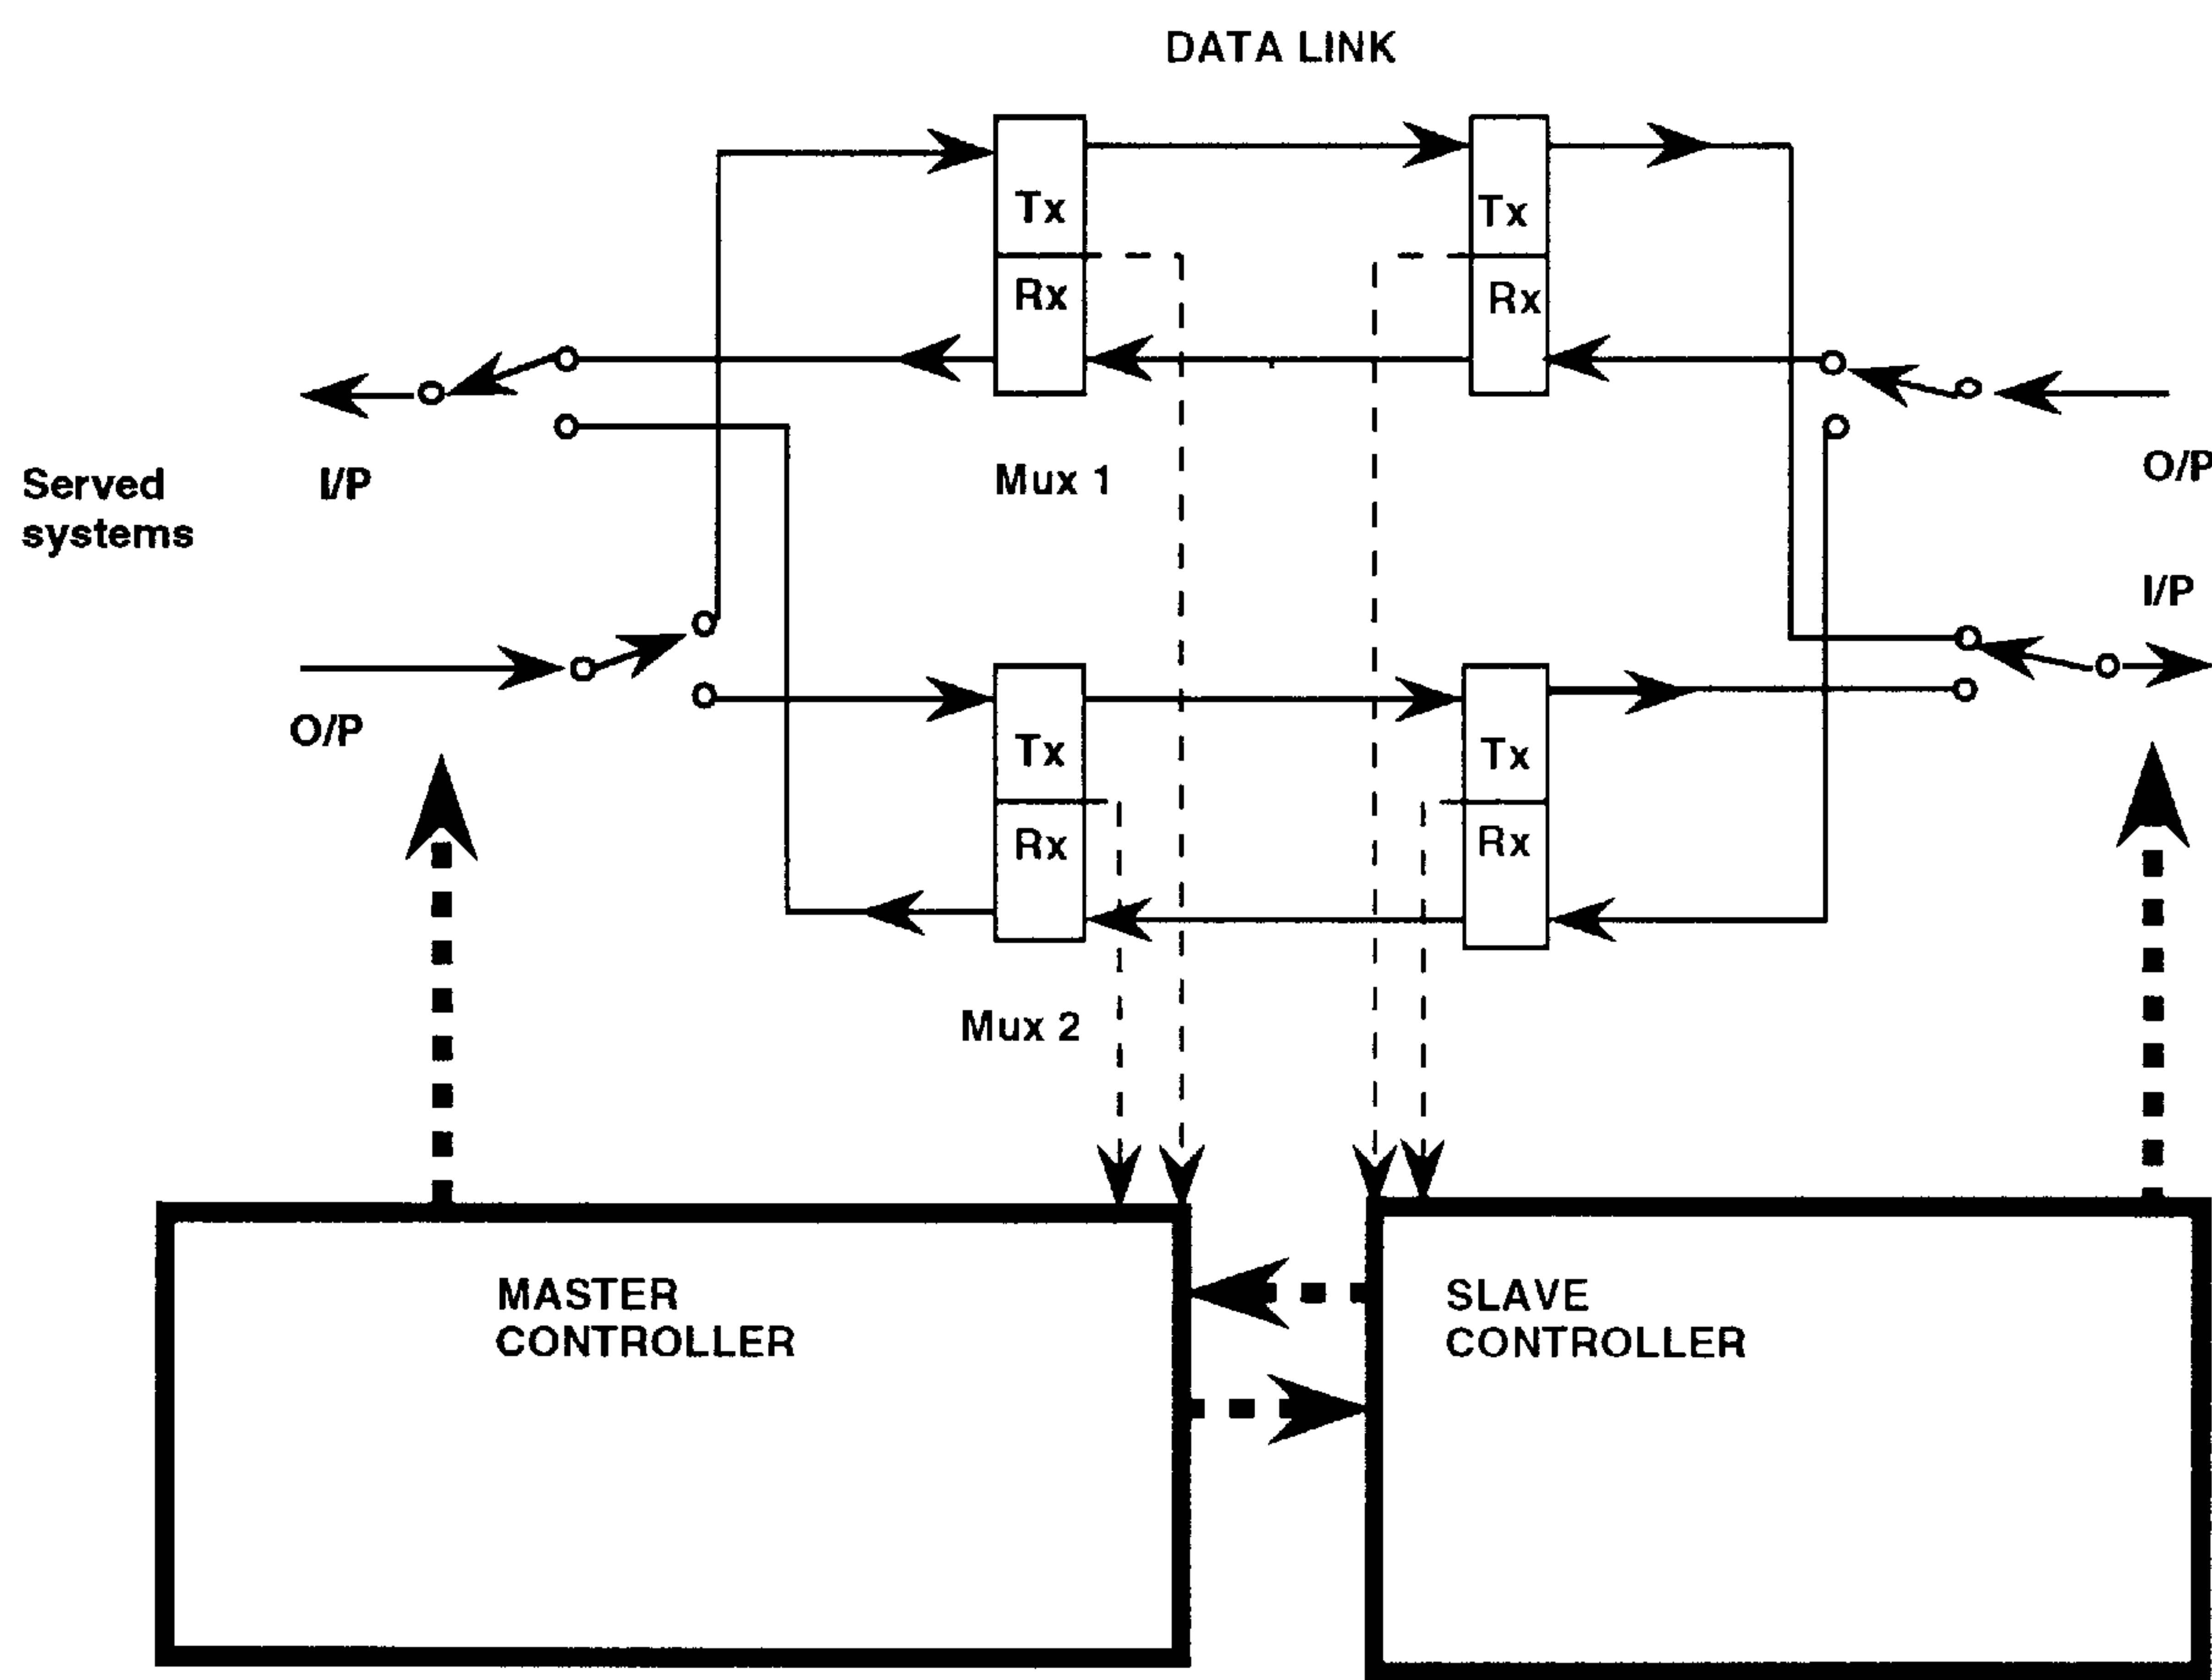 DATA LINK
Tx
Tx
Rx
Rx
Served
systems
I/P
Mux 1
O/P
I/P
O/P
Tx
Tx
Rx
Rx
Mux 2
MASTER
CONTROLLER
SLAVE
CONTROLLER